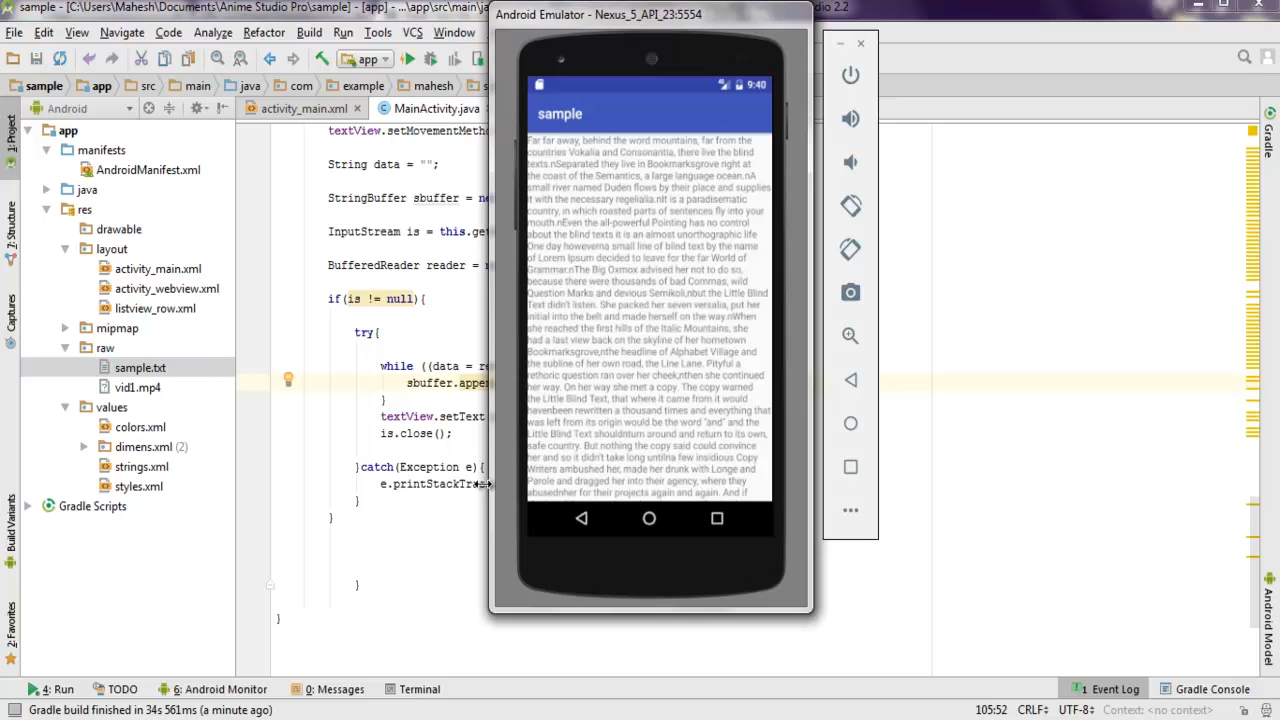 sample - [C:\Users\Mahesh\Documents\Anime Studio Pro\sample] - [app] - ...\app\src\main\
Android Emulator - Nexus_5_API_23:5554
dio 2.2
File Edit View Navigate Code Analyze Refactor Build Run Tools VCS Window
app
sample app src main java com example mahesh
Android
activity_main.xml
MainActivity.java
1: Project
7: Structure
Captures
Build Variants
2: Favorites
app
manifests
AndroidManifest.xml
java
res
drawable
layout
activity_main.xml
activity_webview.xml
listview_row.xml
mipmap
raw
sample.txt
vid1.mp4
values
colors.xml
dimens.xml (2)
strings.xml
styles.xml
Gradle Scripts
textView.setMovementMetho
String data = "";
StringBuffer sbuffer = ne
InputStream is = this.get
BufferedReader reader = n
if(is != null){
try{
while ((data = re
sbuffer.appen
}
textView.setText
is.close();
}catch(Exception e){
e.printStackTra
}
}
}
}
9:40
sample
Far far away, behind the word mountains, far from the
countries Vokalia and Consonantia, there live the blind
texts.nSeparated they live in Bookmarksgrove right at
the coast of the Semantics, a large language ocean.nA
small river named Duden flows by their place and supplies
it with the necessary regelialia.nIt is a paradisematic
country, in which roasted parts of sentences fly into your
mouth.nEven the all-powerful Pointing has no control
about the blind texts it is an almost unorthographic life
One day howeverna small line of blind text by the name
of Lorem Ipsum decided to leave for the far World of
Grammar.nThe Big Oxmox advised her not to do so,
because there were thousands of bad Commas, wild
Question Marks and devious Semikoli,nbut the Little Blind
Text didn't listen. She packed her seven versalia, put her
initial into the belt and made herself on the way.nWhen
she reached the first hills of the Italic Mountains, she
had a last view back on the skyline of her hometown
Bookmarksgrove,nthe headline of Alphabet Village and
the subline of her own road, the Line Lane. Pityful a
rethoric question ran over her cheek,nthen she continued
her way. On her way she met a copy. The copy warned
the Little Blind Text, that where it came from it would
havenbeen rewritten a thousand times and everything that
was left from its origin would be the word "and" and the
Little Blind Text shouldnturn around and return to its own,
safe country. But nothing the copy said could convince
her and so it didn't take long untilna few insidious Copy
Writers ambushed her, made her drunk with Longe and
Parole and dragged her into their agency, where they
abusednher for their projects again and again. And if
Gradle
Android Model
4: Run TODO 6: Android Monitor 0: Messages Terminal
1 Event Log Gradle Console
Gradle build finished in 34s 561ms (a minute ago)
105:52 CRLF UTF-8 Context: <no context>